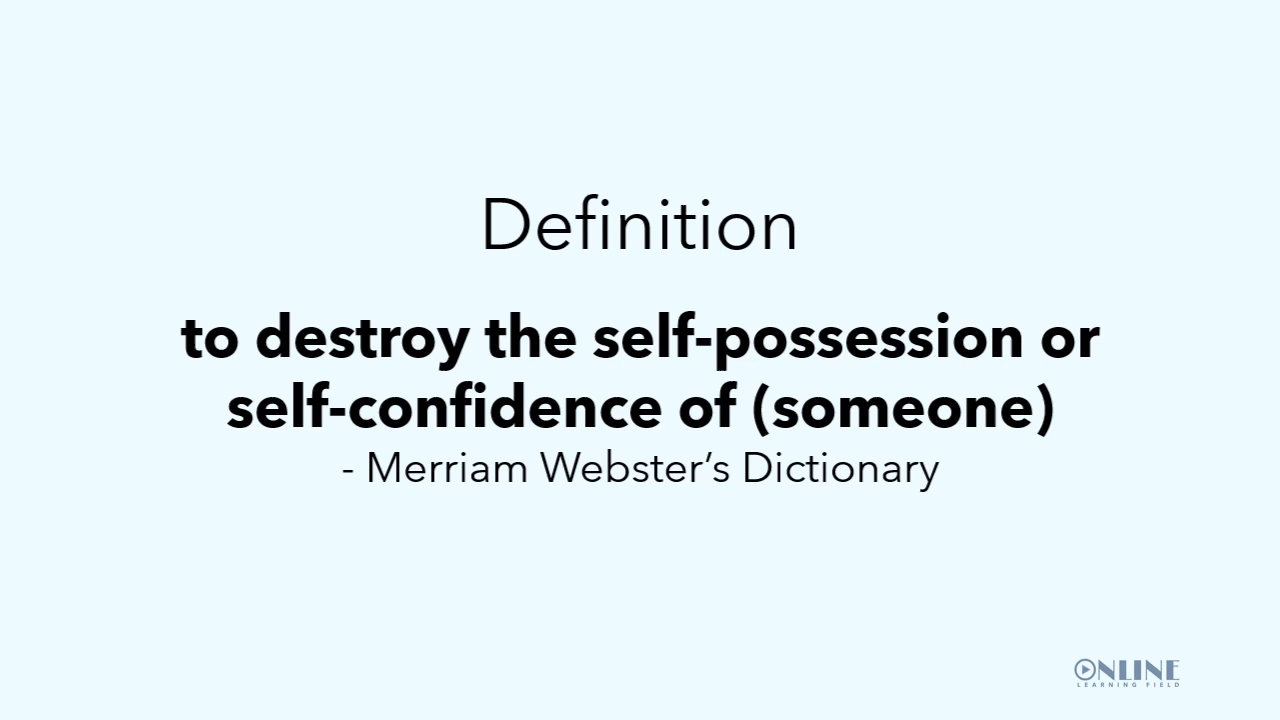 Definition
to destroy the self-possession or
self-confidence of (someone)
- Merriam Webster’s Dictionary
ONLINE
LEARNING FIELD